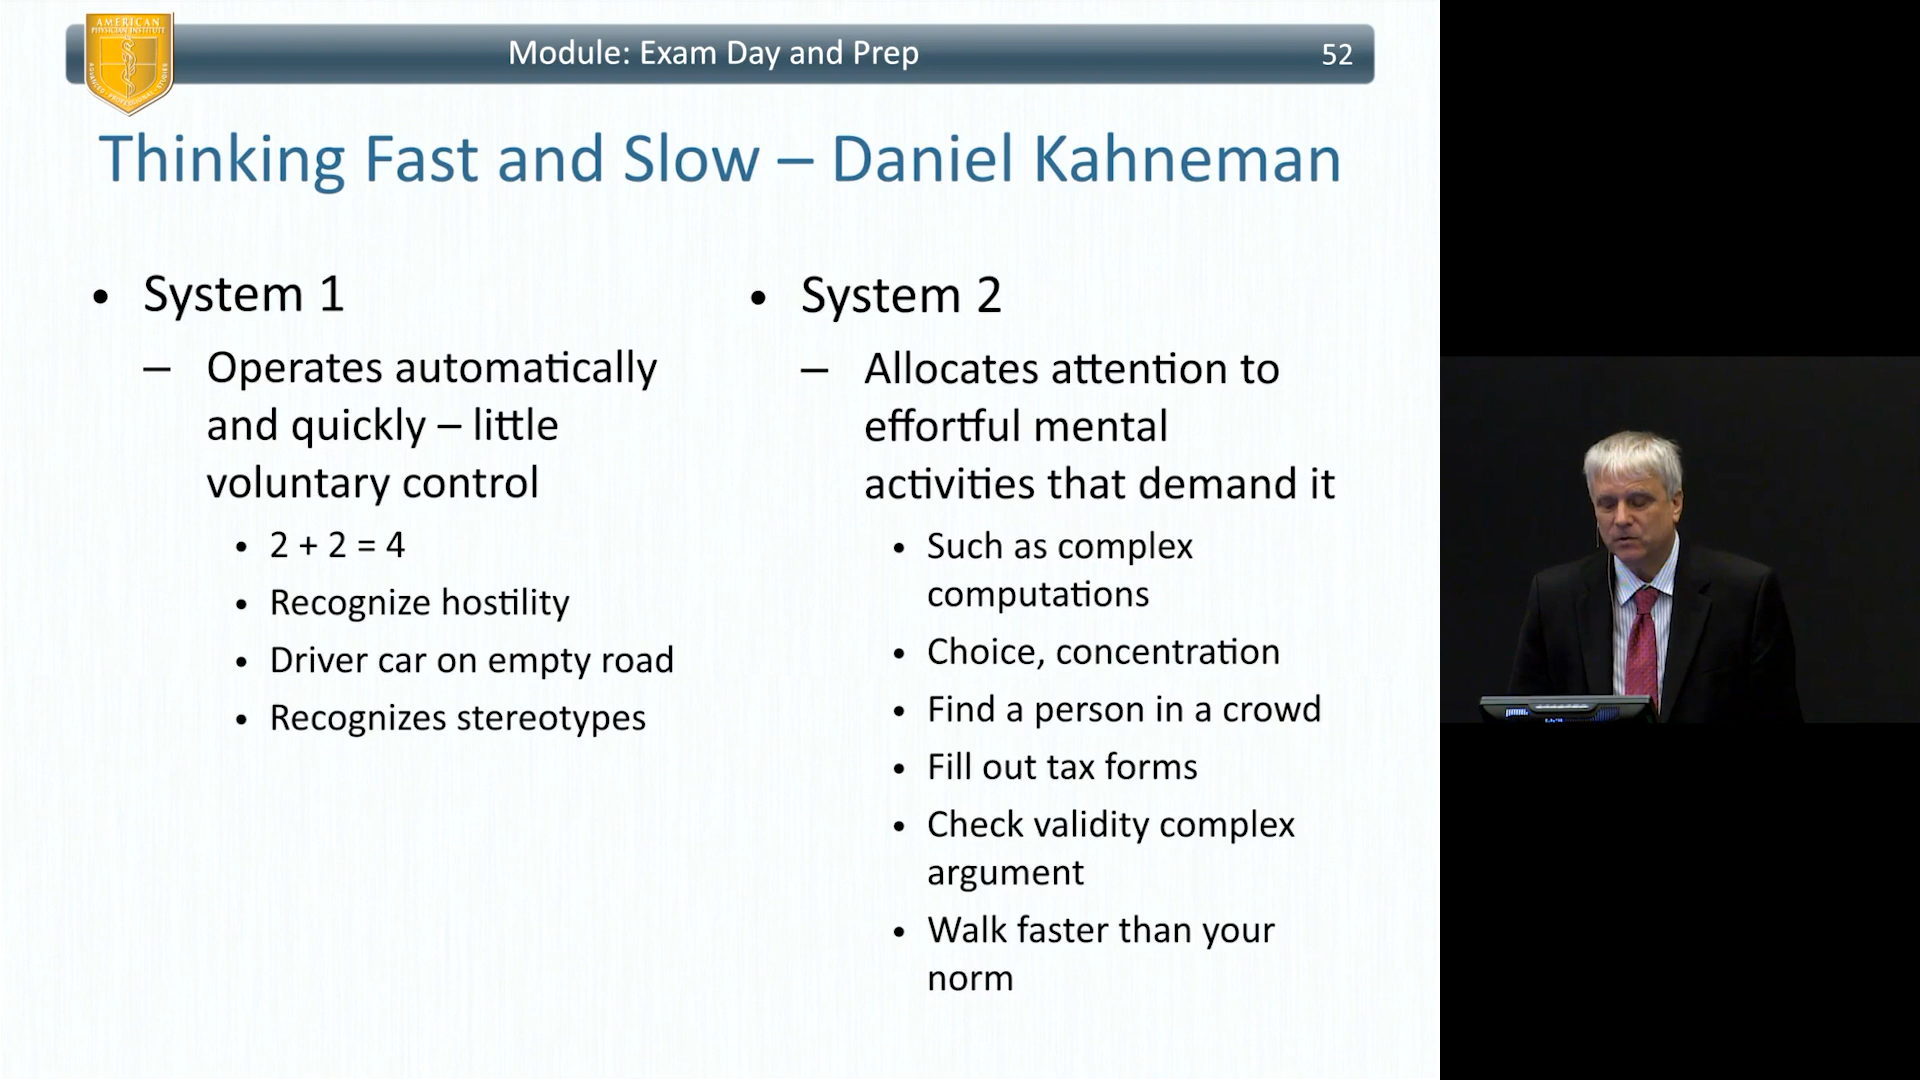 AMERICAN
PHYSICIAN INSTITUTE
ADVANCED PROFESSIONAL STUDIES
Module: Exam Day and Prep
52
Thinking Fast and Slow – Daniel Kahneman
• System 1
– Operates automatically
and quickly – little
voluntary control
• 2 + 2 = 4
• Recognize hostility
• Driver car on empty road
• Recognizes stereotypes
• System 2
– Allocates attention to
effortful mental
activities that demand it
• Such as complex
computations
• Choice, concentration
• Find a person in a crowd
• Fill out tax forms
• Check validity complex
argument
• Walk faster than your
norm